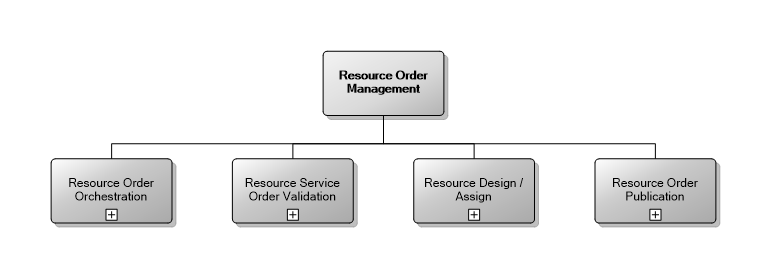 Resource Order
Management
Resource Order
Orchestration
Resource Service
Order Validation
Resource Design /
Assign
Resource Order
Publication